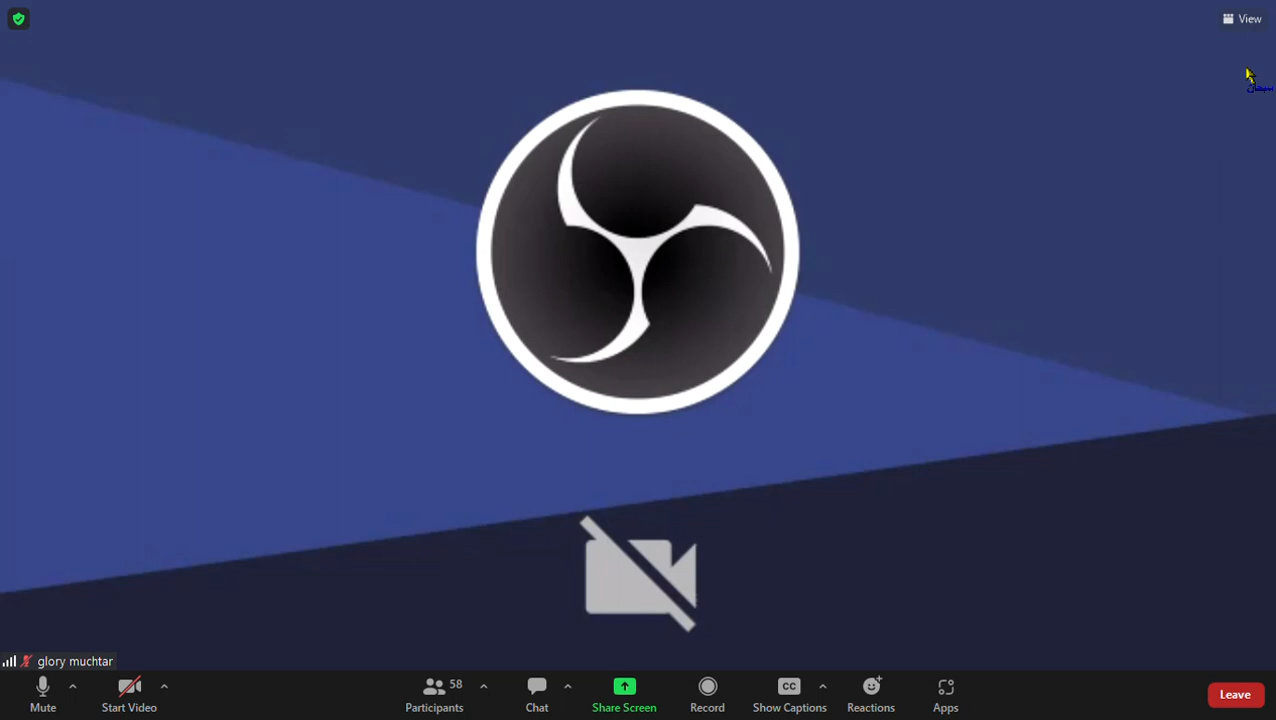 View
glory muchtar
Mute
Start Video
Participants
58
Chat
Share Screen
Record
CC
Show Captions
Reactions
Apps
Leave